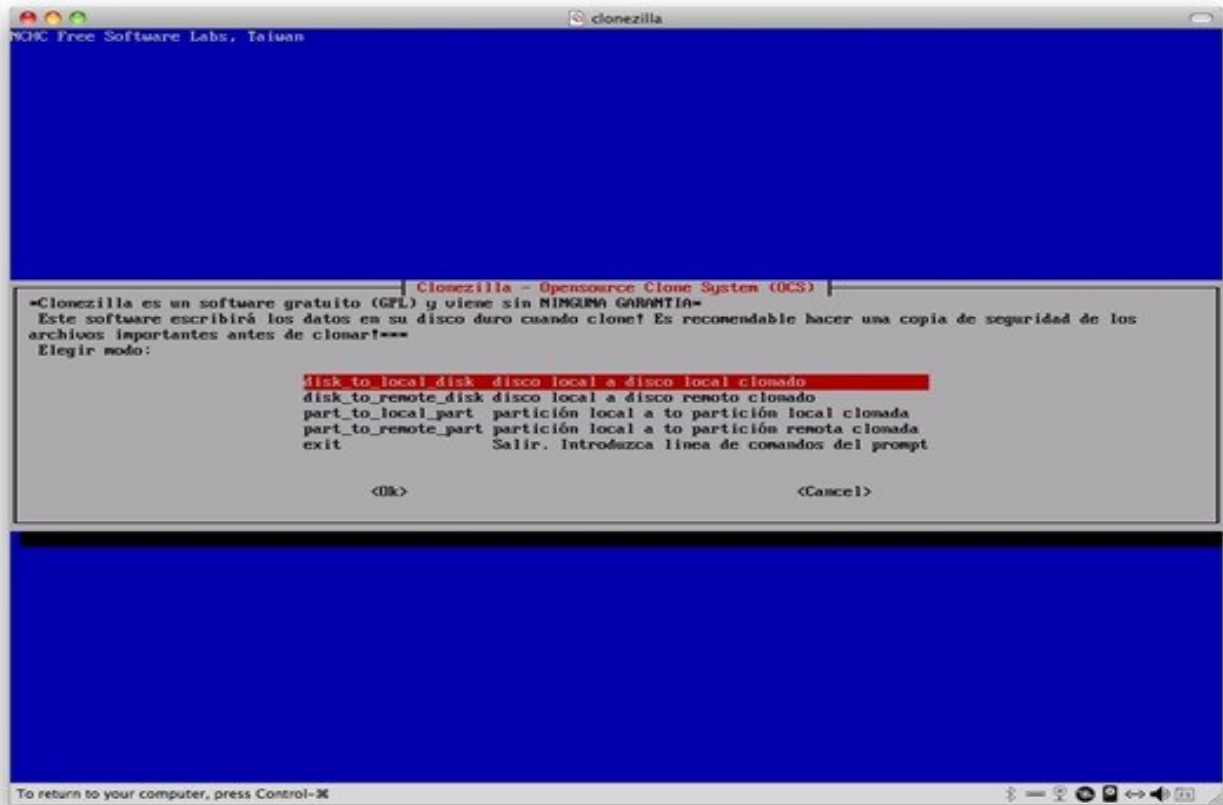 clonezilla
NCHC Free Software Labs, Taiwan
Clonezilla - Opensource Clone System (OCS)
*Clonezilla es un software gratuito (GPL) y viene sin NINGUNA GARANTIA*
Este software escribirá los datos en su disco duro cuando clone! Es recomendable hacer una copia de seguridad de los
archivos importantes antes de clonar!***
Elegir modo:
disk_to_local_disk disco local a disco local clonado
disk_to_remote_disk disco local a disco remoto clonado
part_to_local_part partición local a to partición local clonada
part_to_remote_part partición local a to partición remota clonada
exit Salir. Introduzca linea de comandos del prompt
<Ok> <Cancel>
To return to your computer, press Control-⌘